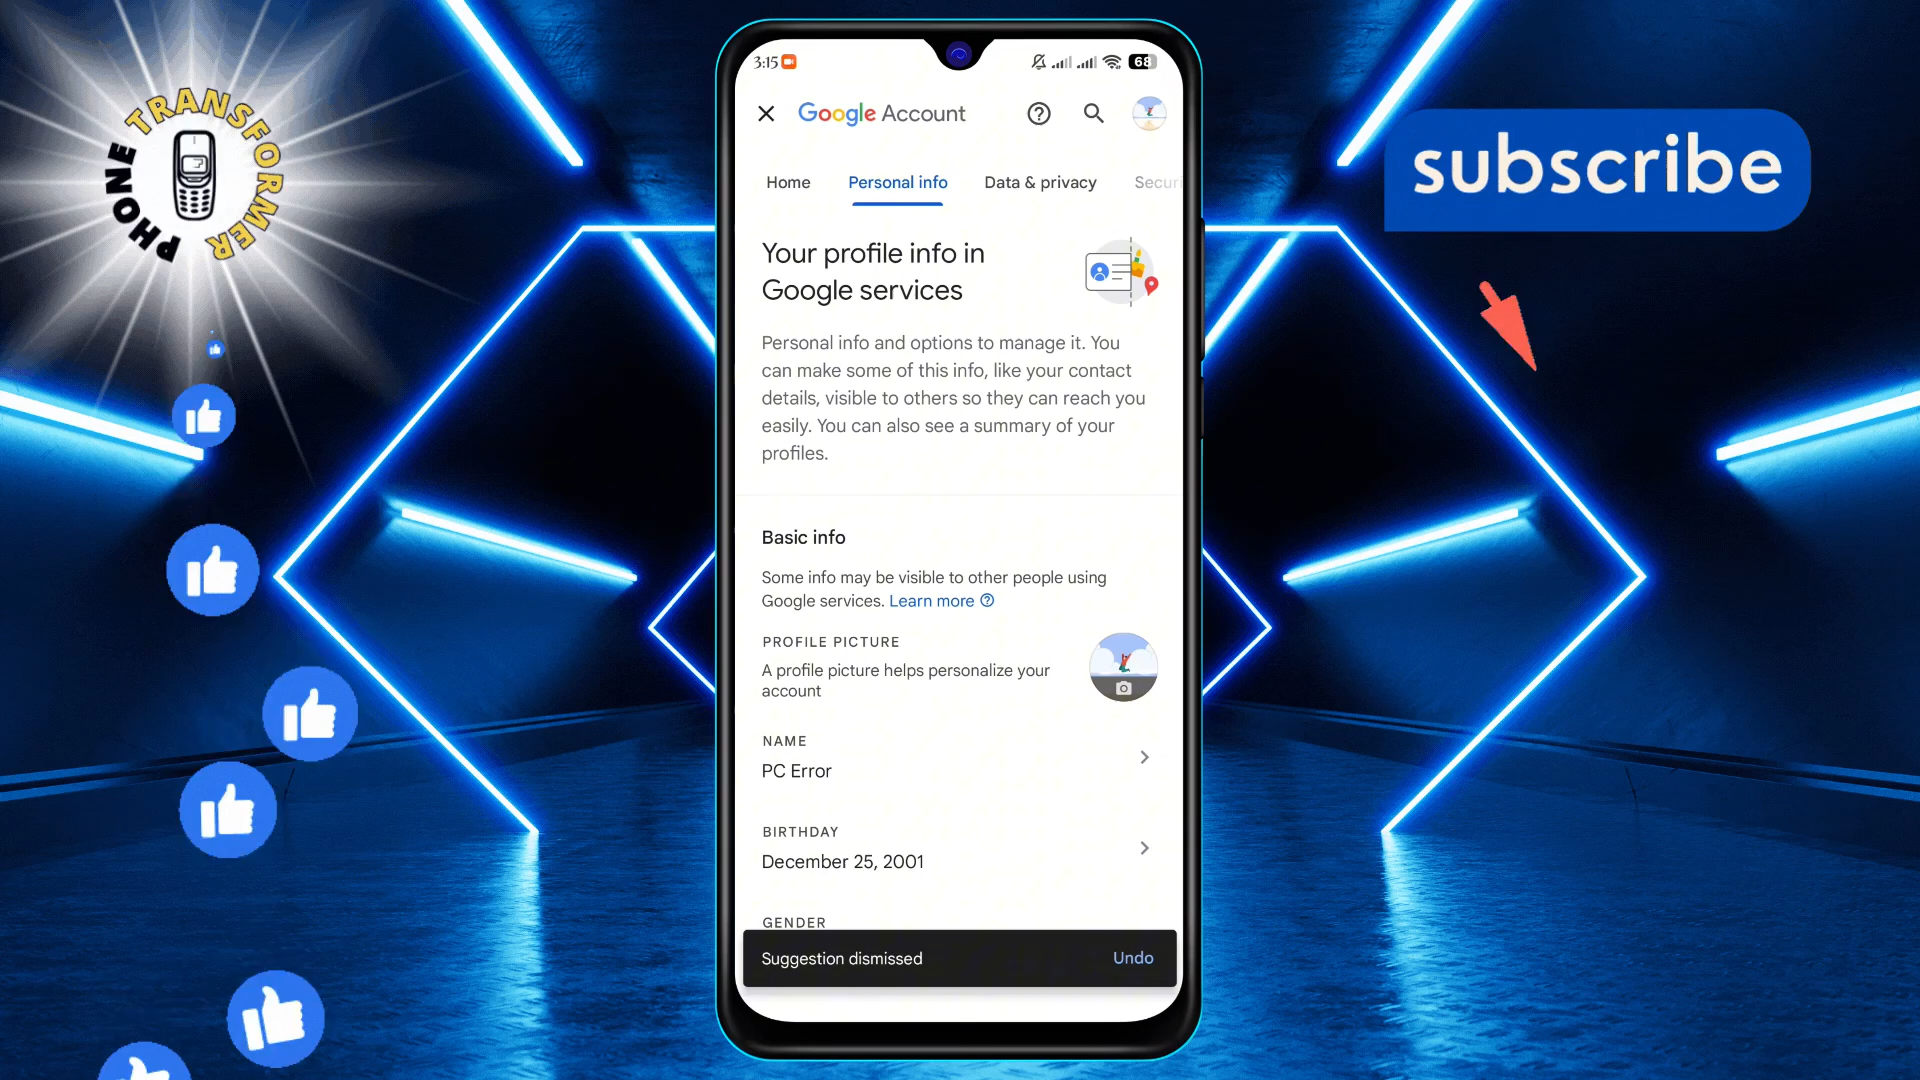 PHONE TRANSFORMER
subscribe
3:15
68
Google Account
Home
Personal info
Data & privacy
Securi
Your profile info in
Google services
Personal info and options to manage it. You
can make some of this info, like your contact
details, visible to others so they can reach you
easily. You can also see a summary of your
profiles.
Basic info
Some info may be visible to other people using
Google services. Learn more
PROFILE PICTURE
A profile picture helps personalize your
account
NAME
PC Error
BIRTHDAY
December 25, 2001
GENDER
Suggestion dismissed
Undo